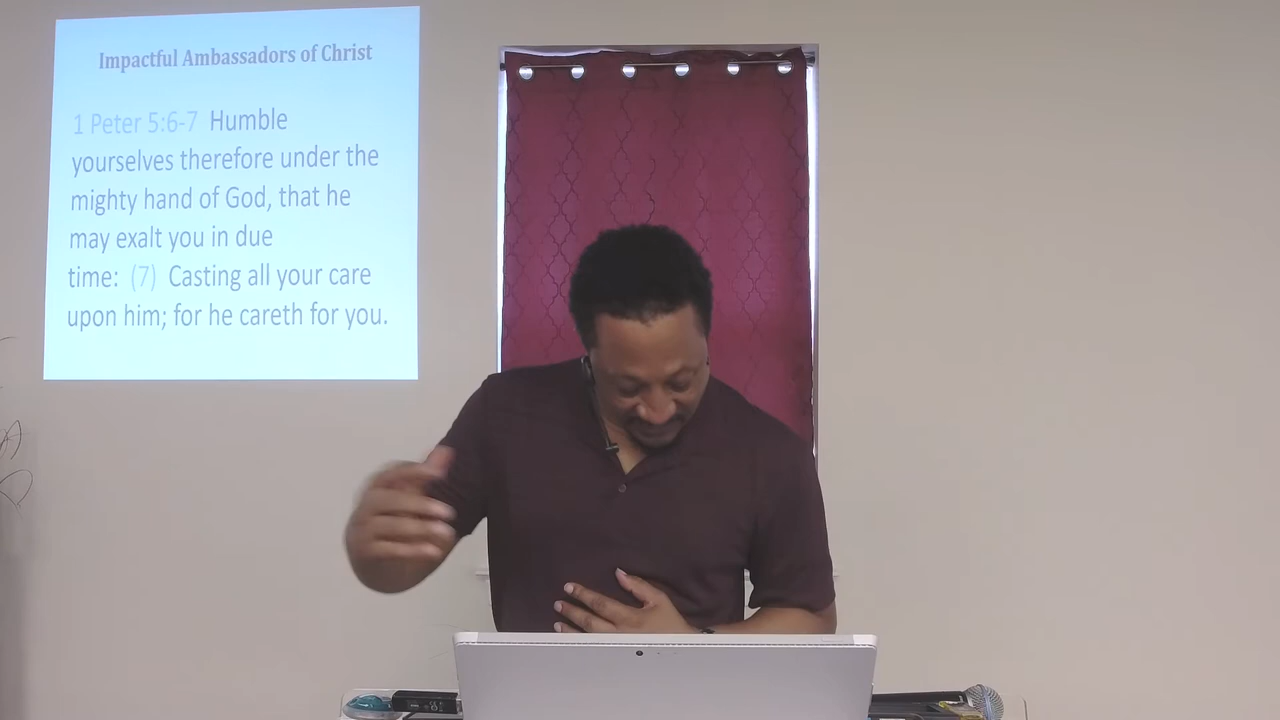 Impactful Ambassadors of Christ
1 Peter 5:6-7 Humble
yourselves therefore under the
mighty hand of God, that he
may exalt you in due
time: (7) Casting all your care
upon him; for he careth for you.